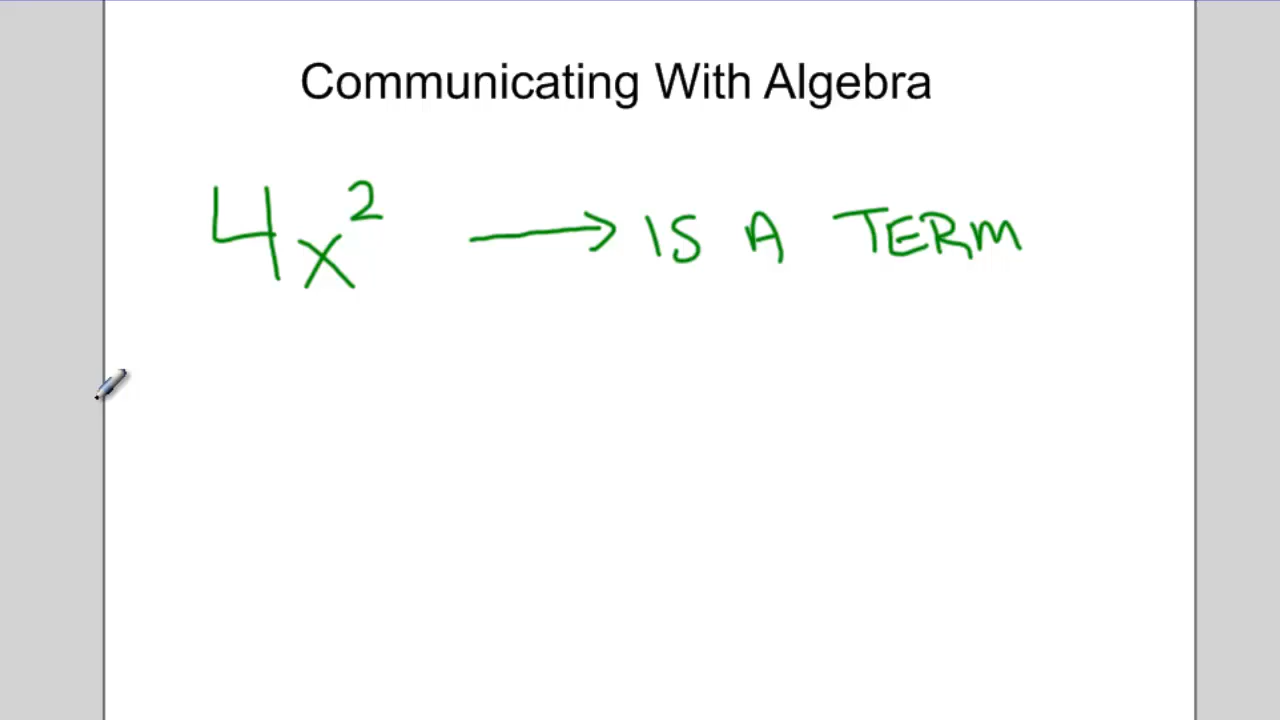 Communicating With Algebra
4x² → IS A TERM